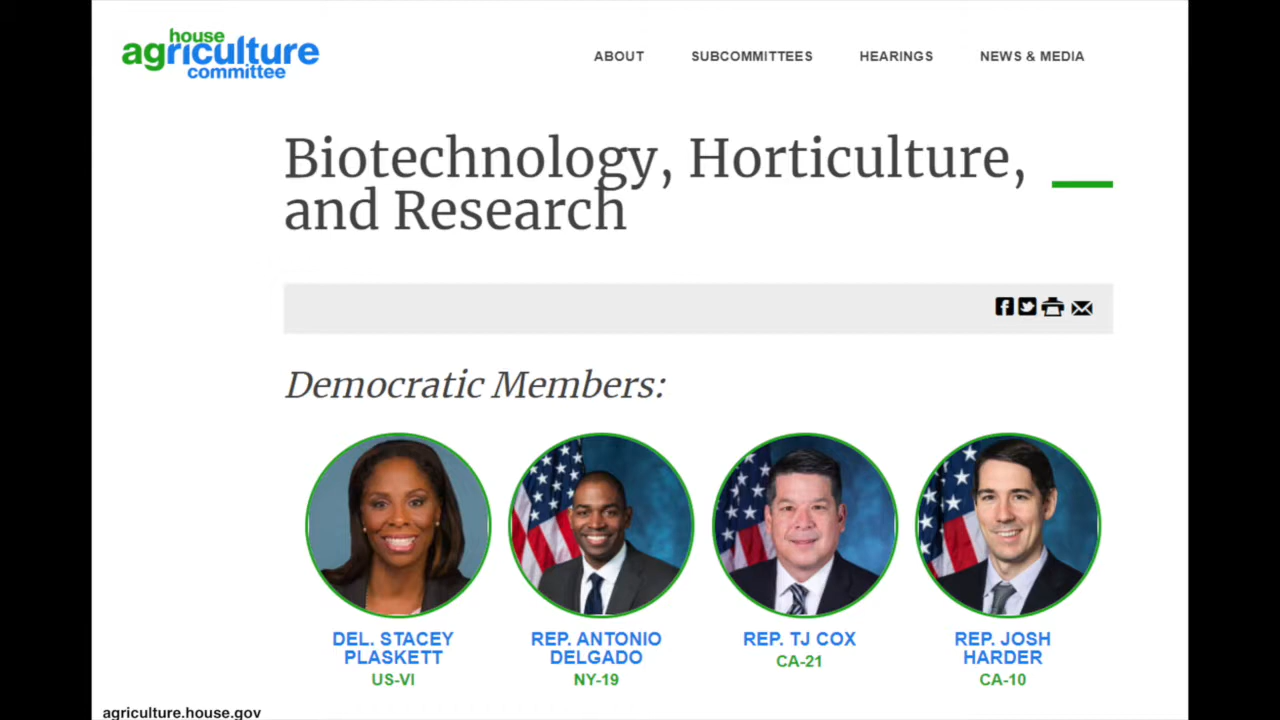 house
agriculture
committee
ABOUT SUBCOMMITTEES HEARINGS NEWS & MEDIA
Biotechnology, Horticulture,
and Research
Democratic Members:
DEL. STACEY
PLASKETT
US-VI
REP. ANTONIO
DELGADO
NY-19
REP. TJ COX
CA-21
REP. JOSH
HARDER
CA-10
agriculture.house.gov